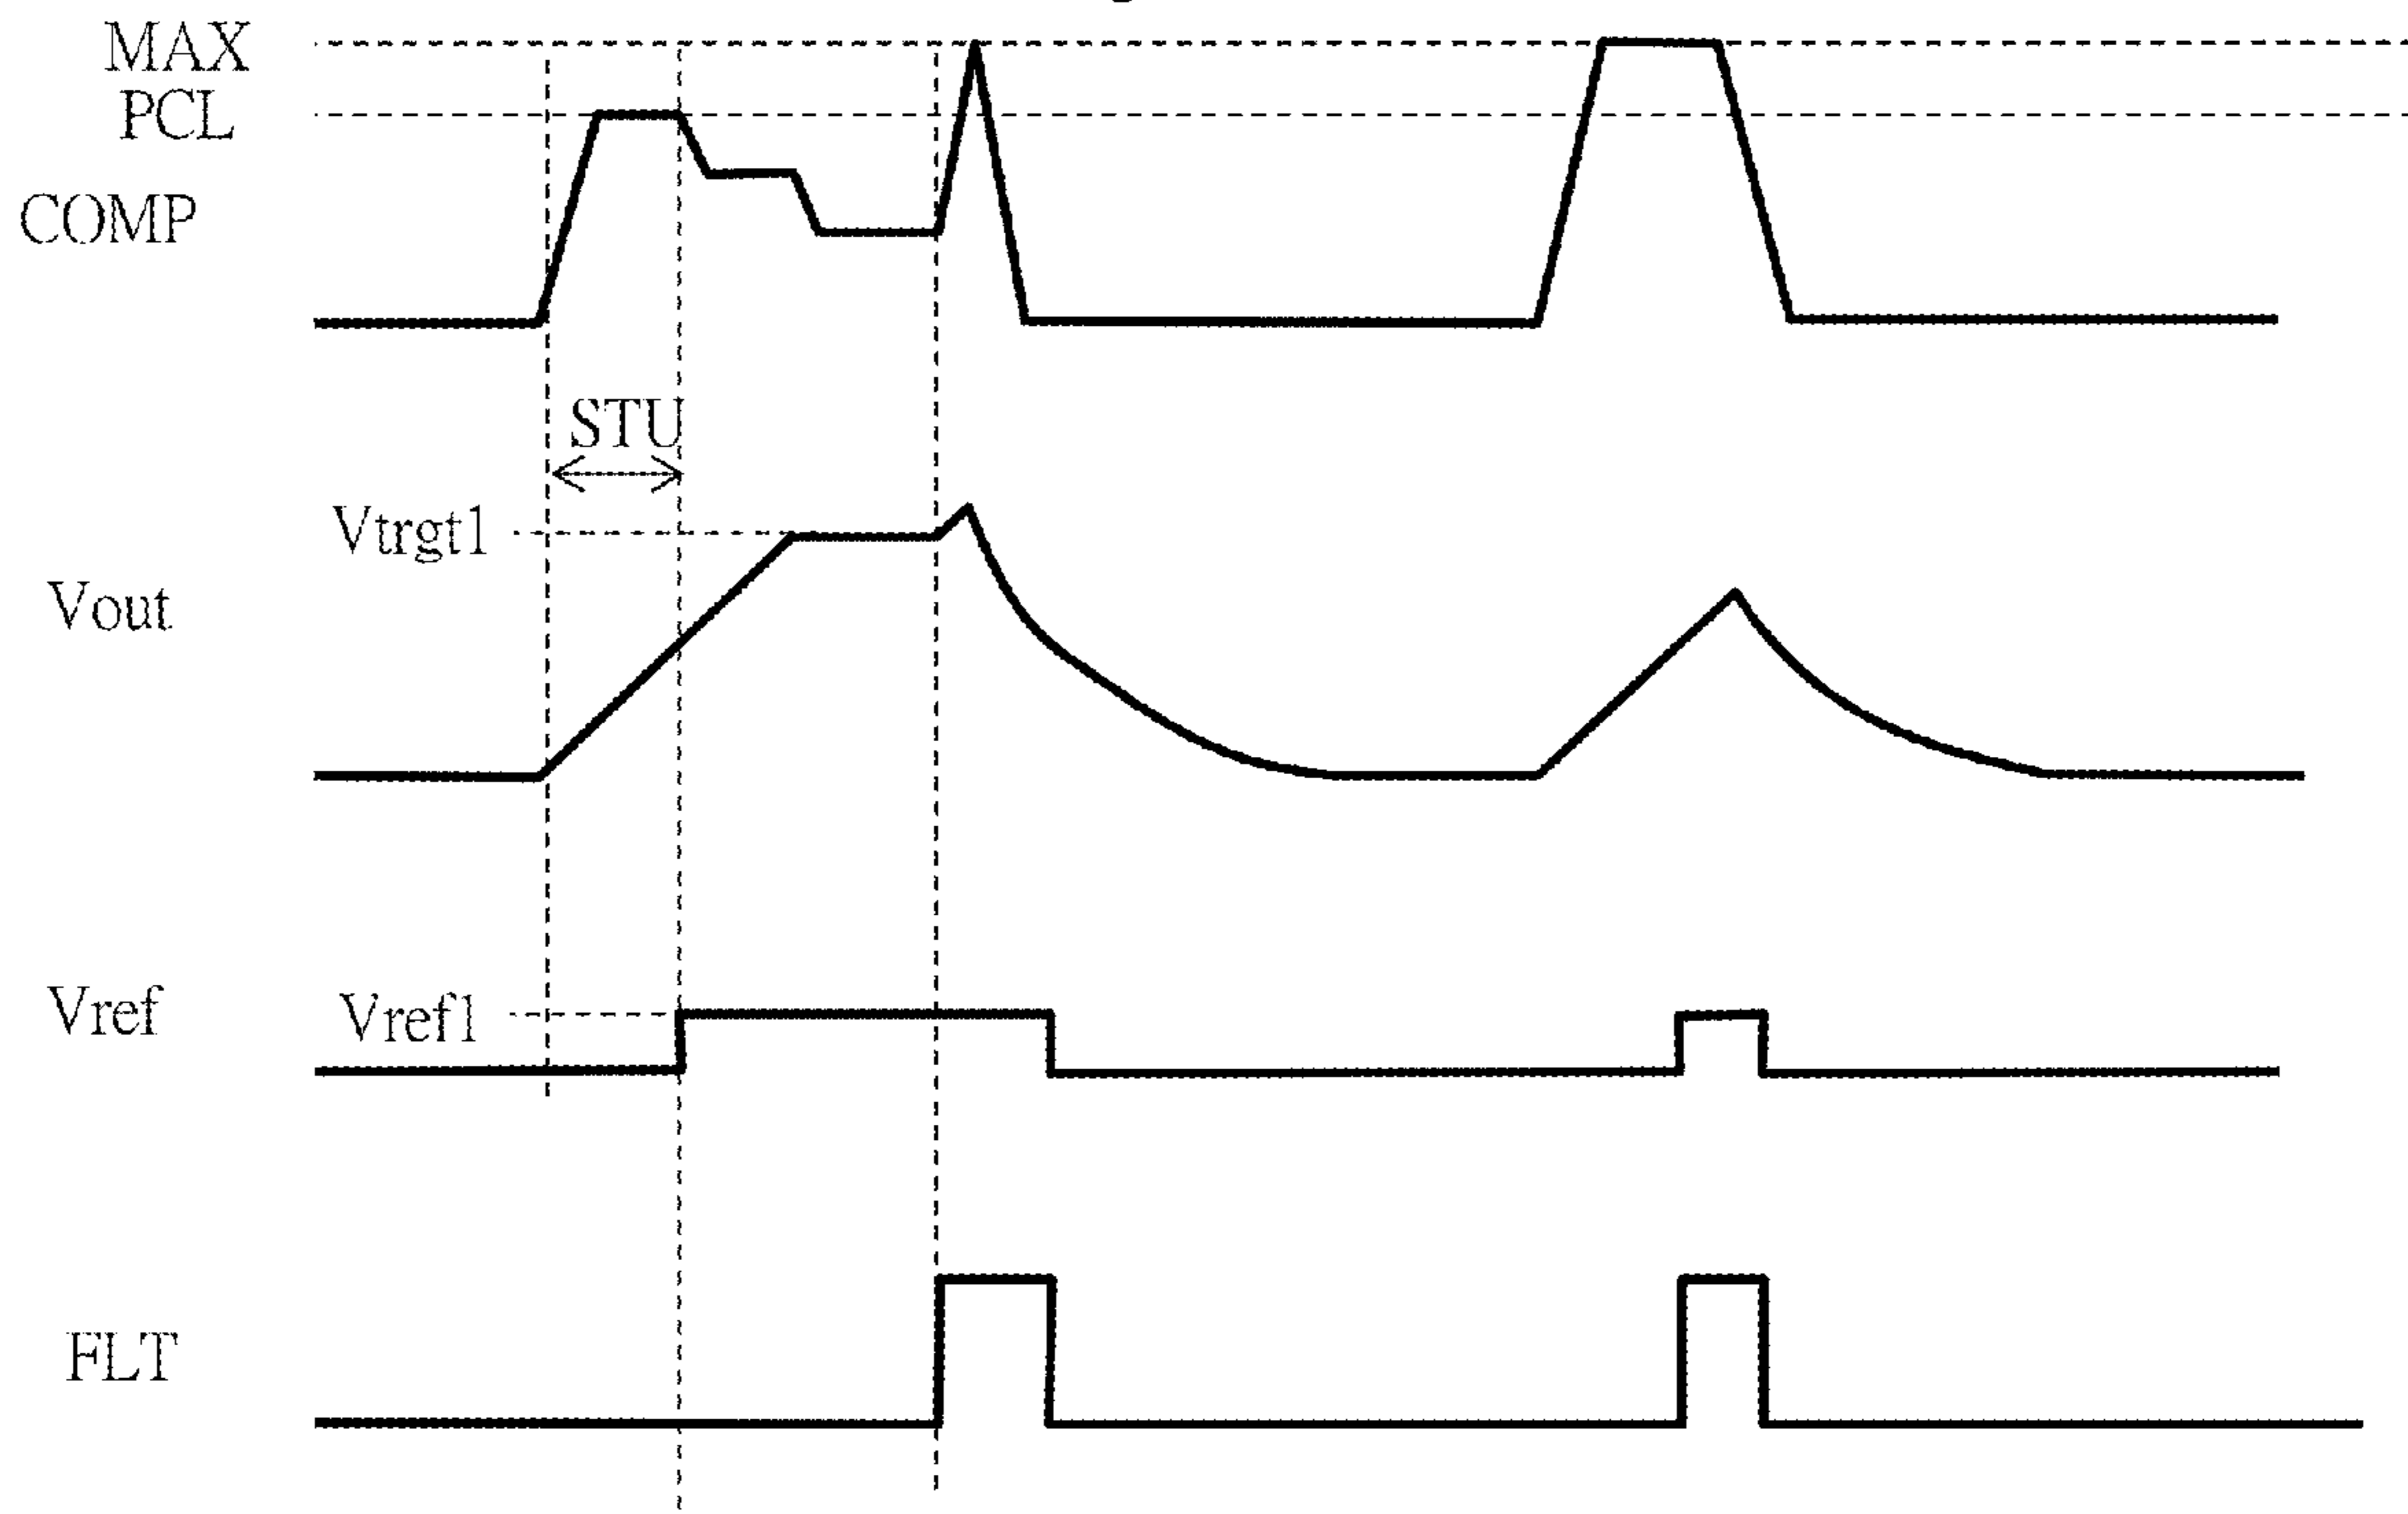 MAX
PCL
COMP
STU
Vtrgt1
Vout
Vref
Vref1
FLT